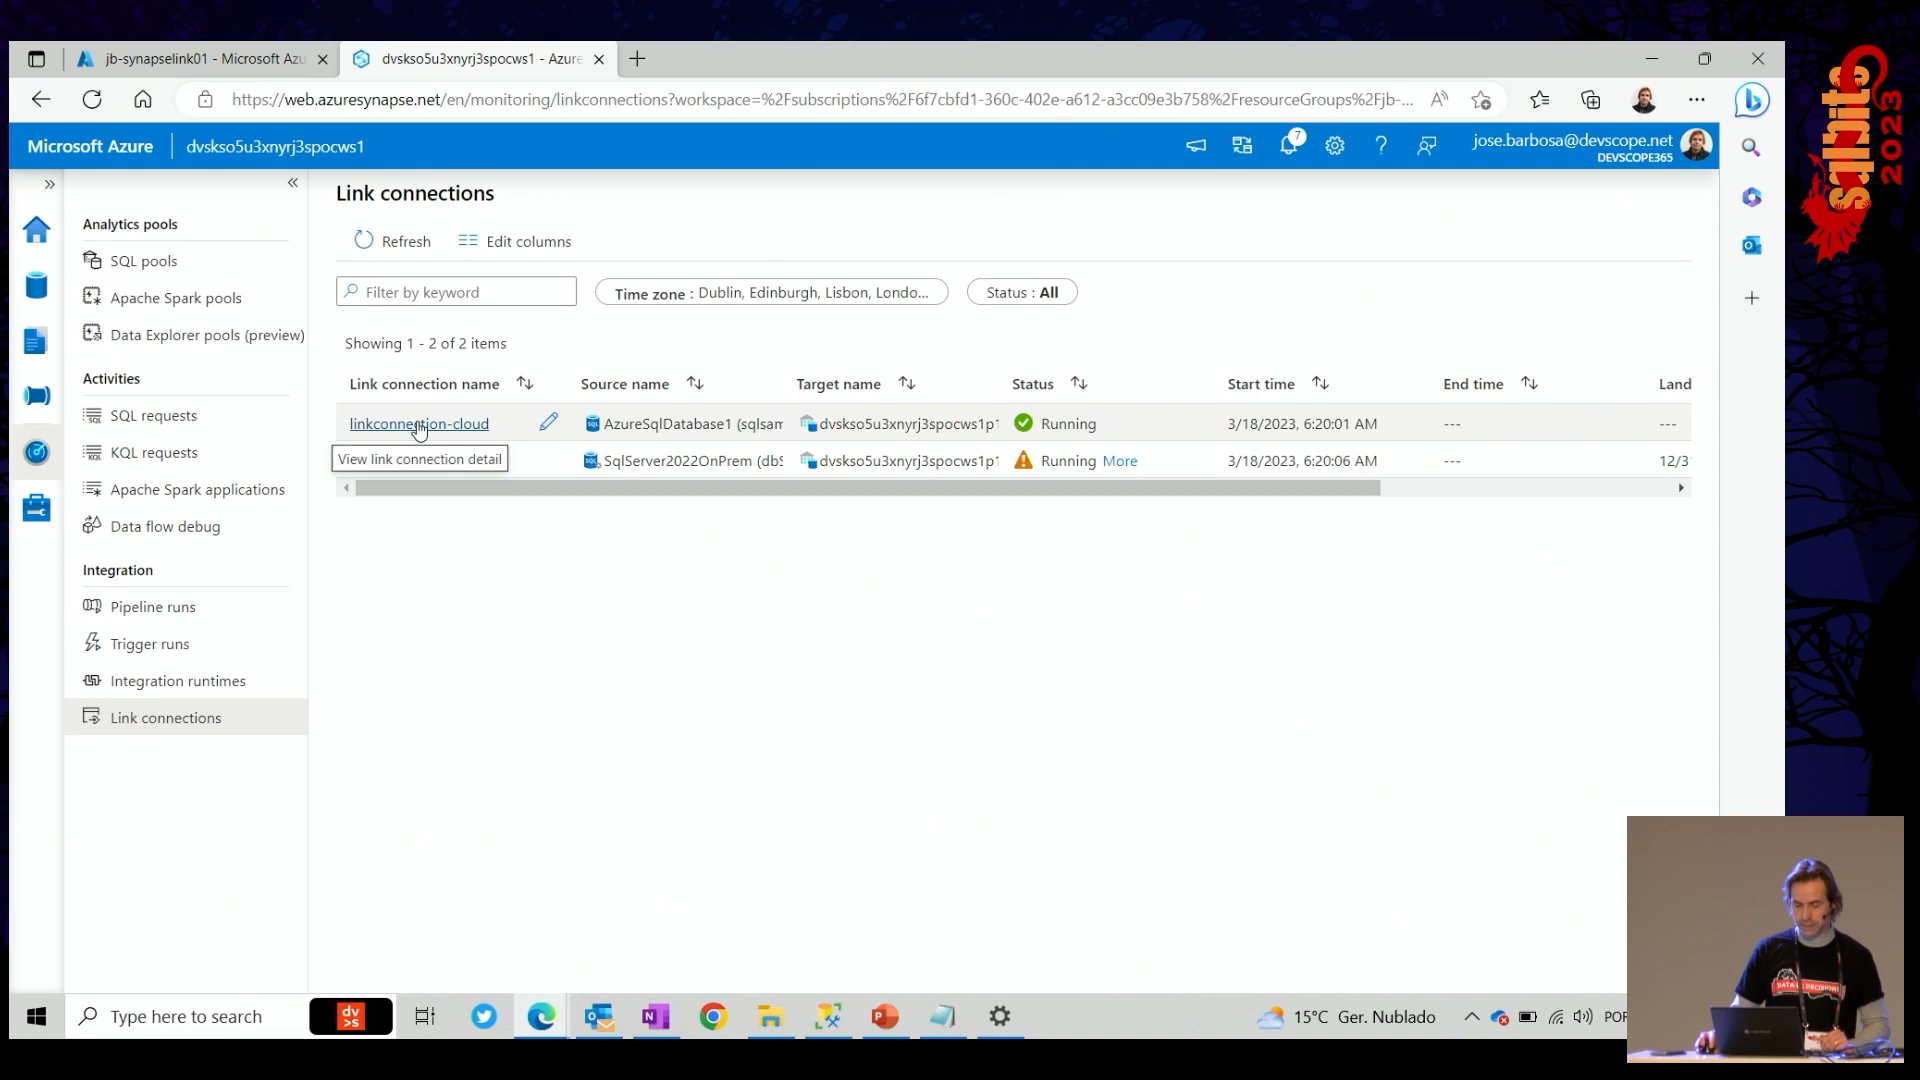 jb-synapselink01 - Microsoft Azu
dvskso5u3xnyrj3spocws1 - Azure
https://web.azuresynapse.net/en/monitoring/linkconnections?workspace=%2Fsubscriptions%2F6f7cbfd1-360c-402e-a612-a3cc09e3b758%2FresourceGroups%2Fjb-...
Microsoft Azure
dvskso5u3xnyrj3spocws1
7
jose.barbosa@devscope.net
DEVSCOPE365
sqlbits
2023
Analytics pools
SQL pools
Apache Spark pools
Data Explorer pools (preview)
Activities
SQL requests
KQL requests
Apache Spark applications
Data flow debug
Integration
Pipeline runs
Trigger runs
Integration runtimes
Link connections
Link connections
Refresh
Edit columns
Filter by keyword
Time zone : Dublin, Edinburgh, Lisbon, Londo...
Status : All
Showing 1 - 2 of 2 items
Link connection name
Source name
Target name
Status
Start time
End time
Land
linkconnection-cloud
AzureSqlDatabase1 (sqlsam
dvskso5u3xnyrj3spocws1p1
Running
3/18/2023, 6:20:01 AM
---
---
View link connection detail
SqlServer2022OnPrem (dbS
dvskso5u3xnyrj3spocws1p1
Running More
3/18/2023, 6:20:06 AM
---
12/3
Type here to search
dv
>s
15°C Ger. Nublado
POR